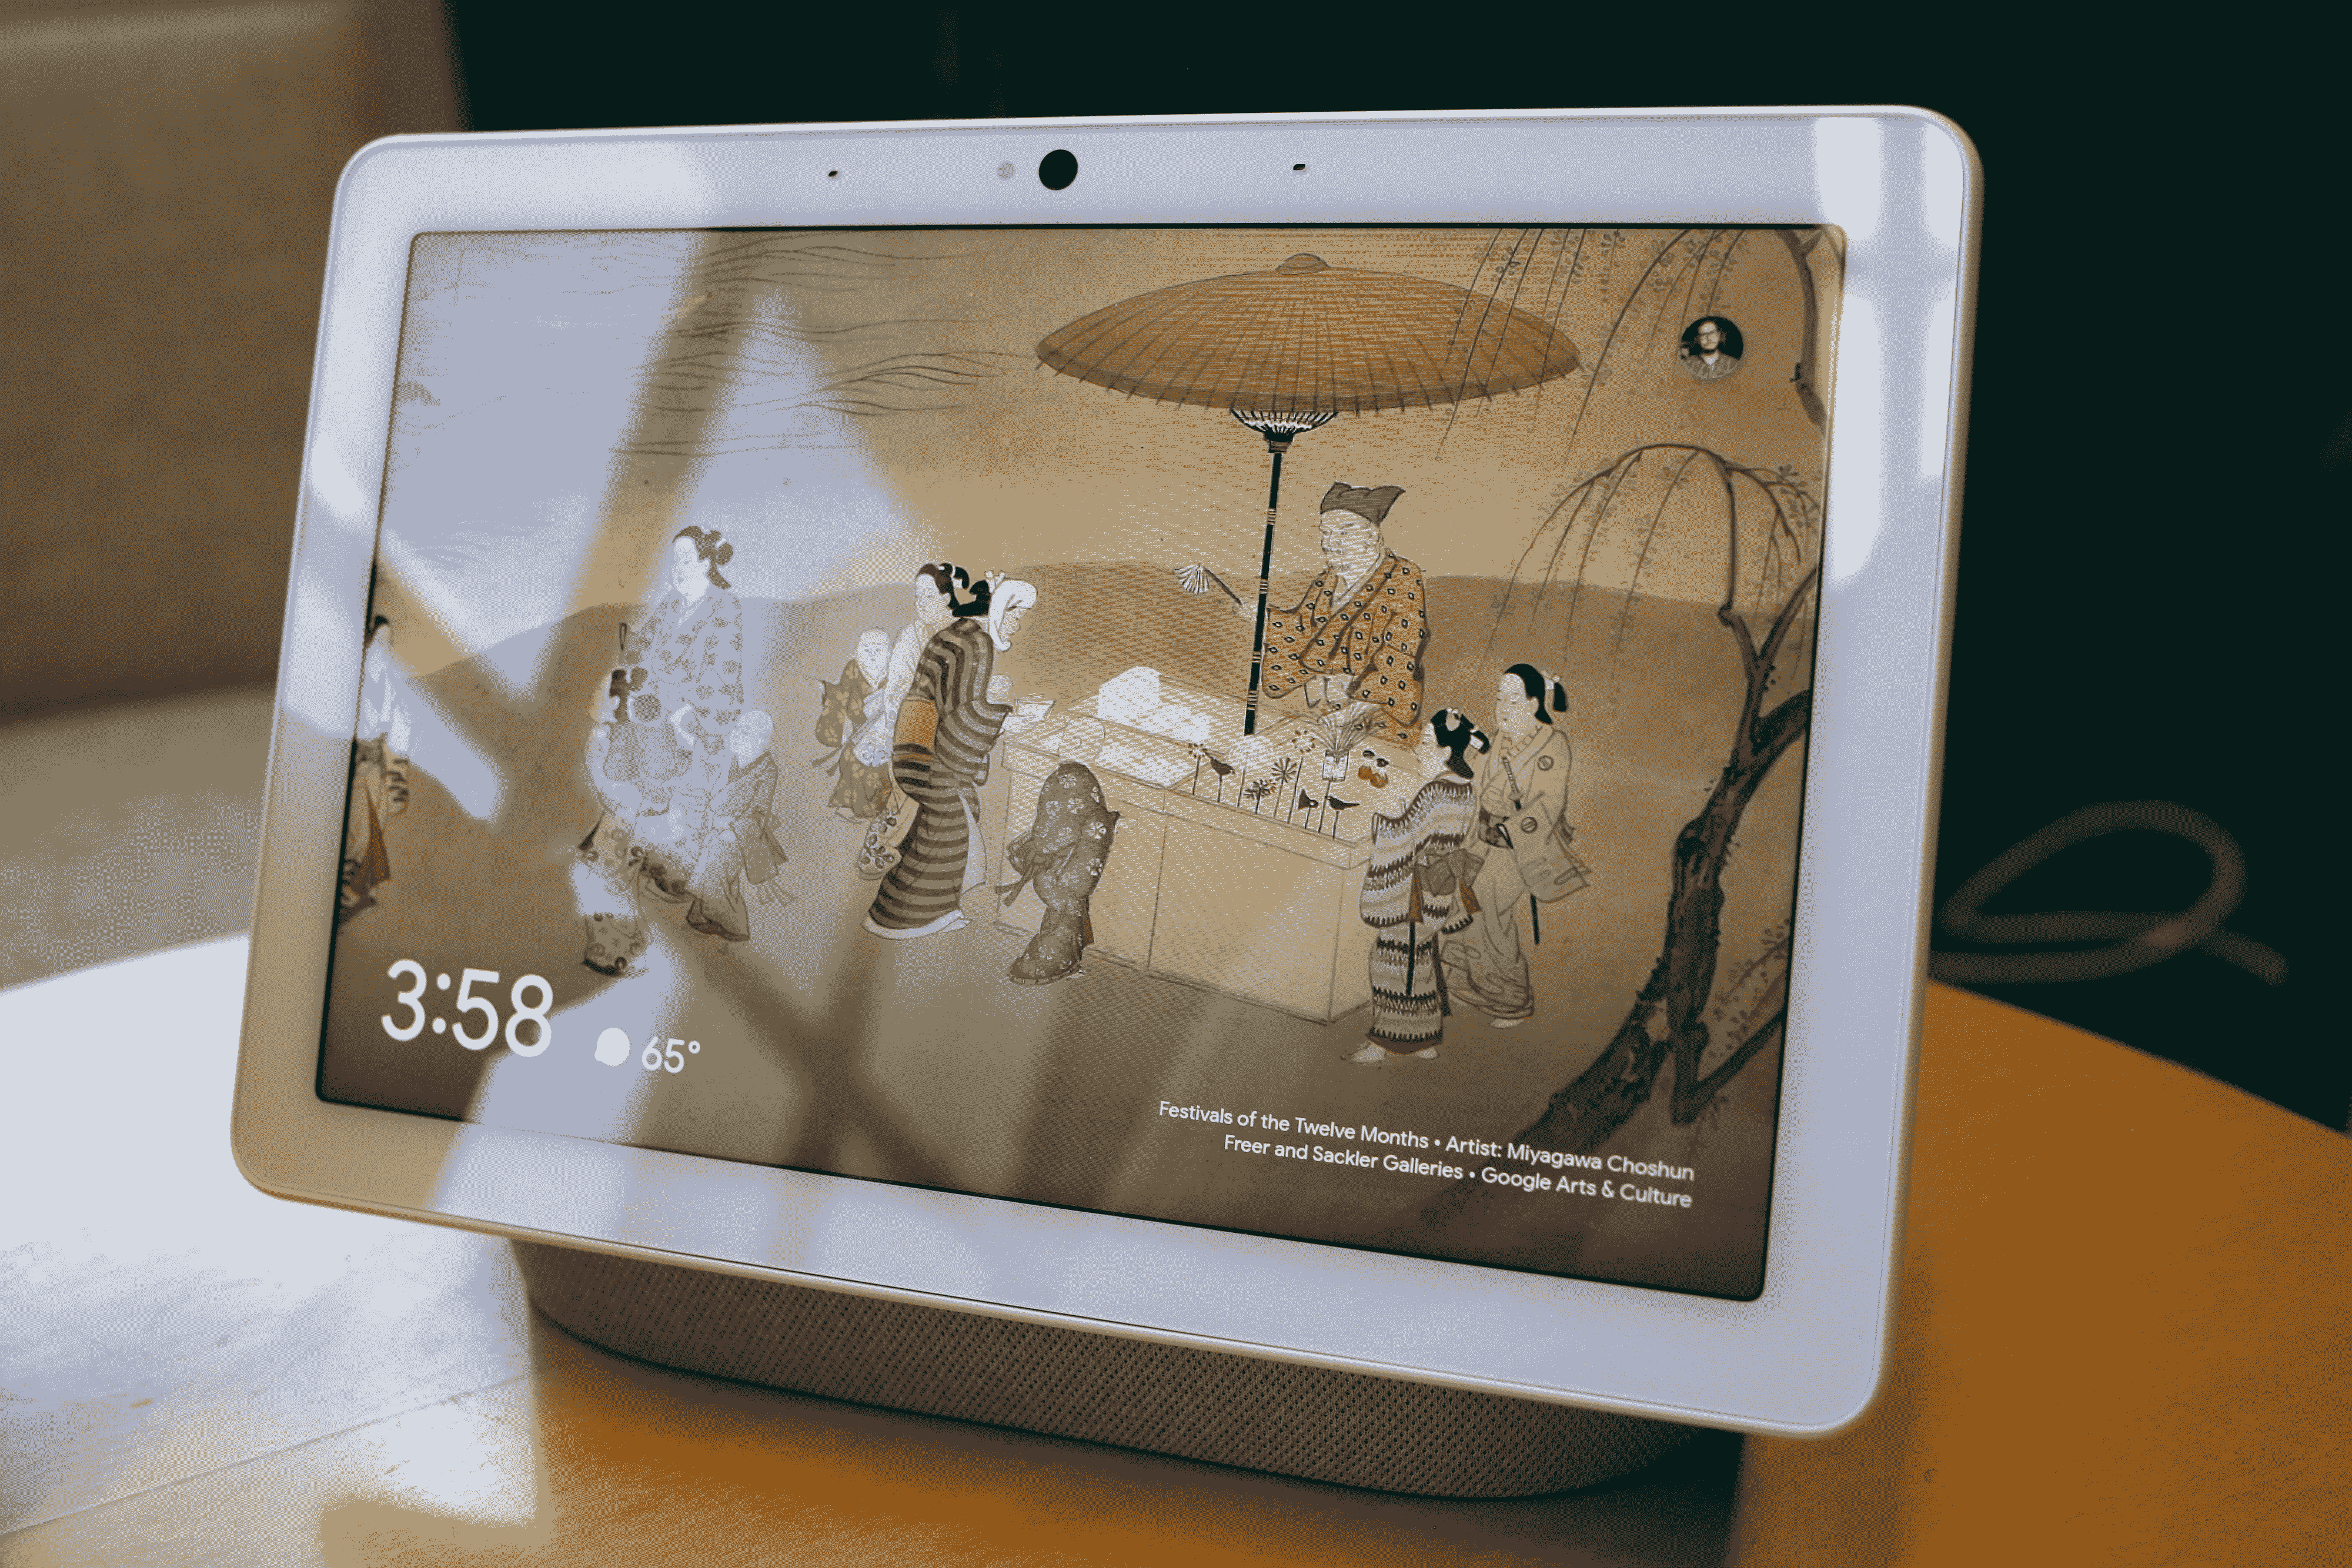 3:58
65°
Festivals of the Twelve Months • Artist: Miyagawa Choshun
Freer and Sackler Galleries • Google Arts & Culture